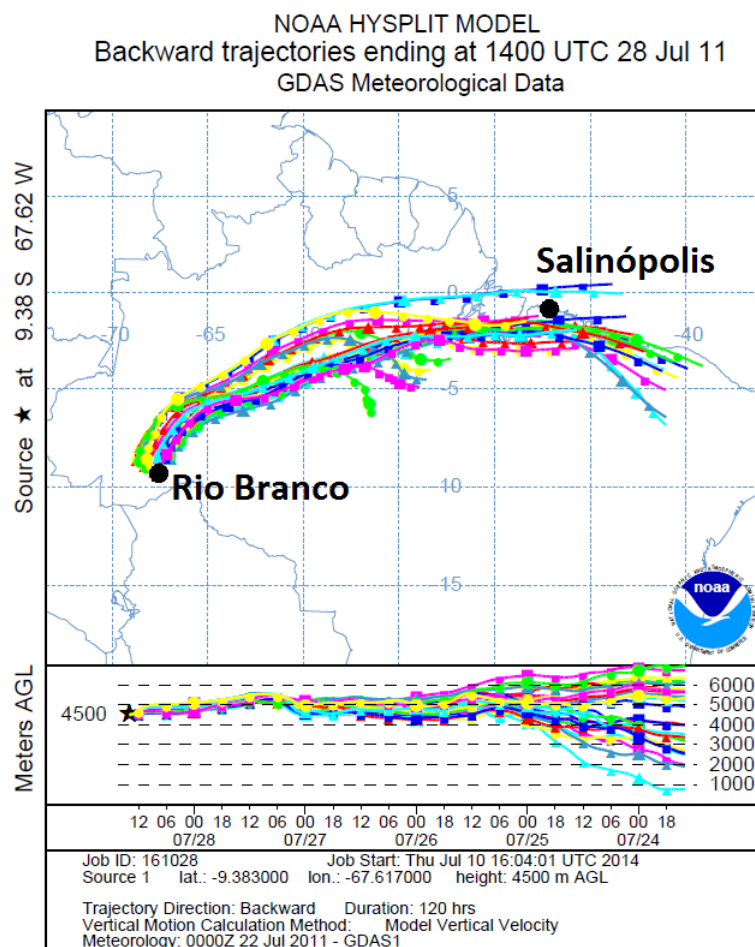 NOAA HYSPLIT MODEL
Backward trajectories ending at 1400 UTC 28 Jul 11
GDAS Meteorological Data
Source ★ at 9.38 S 67.62 W
5
Salinópolis
0
-70
-65
-40
-5
Rio Branco
-10
-15
noaa
Meters AGL
4500
6000
5000
4000
3000
2000
1000
12 06 00 18 12 06 00 18 12 06 00 18 12 06 00 18 12 06 00 18
07/28 07/27 07/26 07/25 07/24
Job ID: 161028 Job Start: Thu Jul 10 16:04:01 UTC 2014
Source 1 lat.: -9.383000 lon.: -67.617000 height: 4500 m AGL
Trajectory Direction: Backward Duration: 120 hrs
Vertical Motion Calculation Method: Model Vertical Velocity
Meteorology: 0000Z 22 Jul 2011 - GDAS1